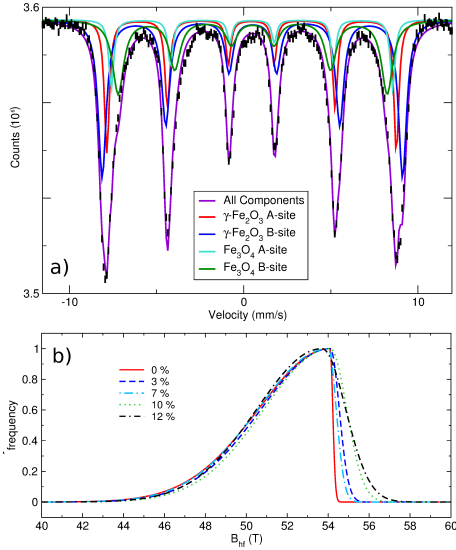 3.6
Counts (10⁴)
All Components
γ-Fe₂O₃ A-site
γ-Fe₂O₃ B-site
Fe₃O₄ A-site
Fe₃O₄ B-site
a)
3.5
-10 -5 0 5 10
Velocity (mm/s)
b)
1
0.8
0.6
0.4
0.2
0
frequency
0 %
3 %
7 %
10 %
12 %
40 42 44 46 48 50 52 54 56 58 60
B_hf (T)